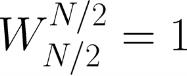 $W_{N/2}^{N/2} = 1$